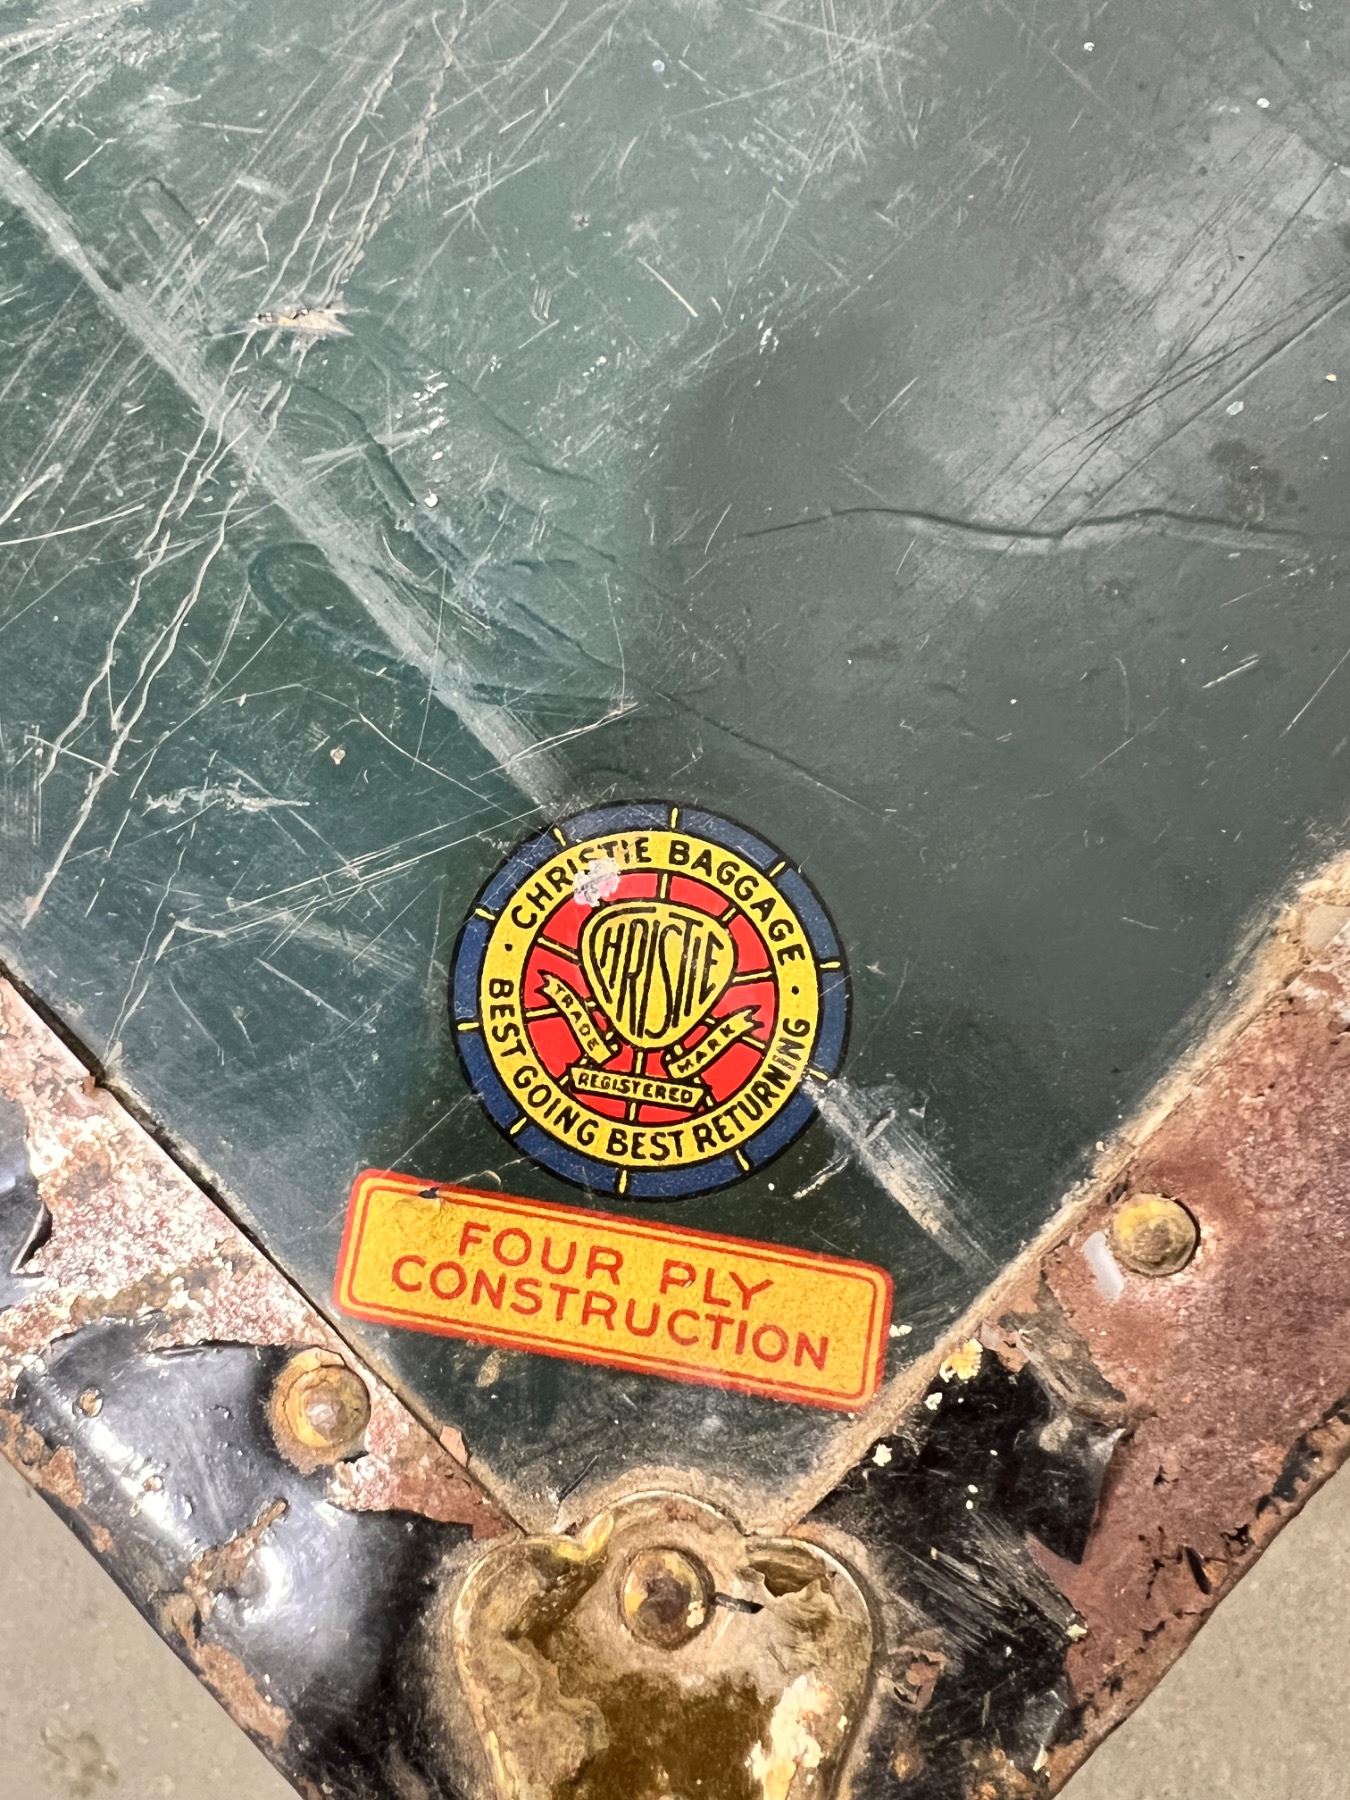 CHRISTIE BAGGAGE
CHRISTIE
TRADE MARK
REGISTERED
BEST GOING BEST RETURNING
FOUR PLY
CONSTRUCTION